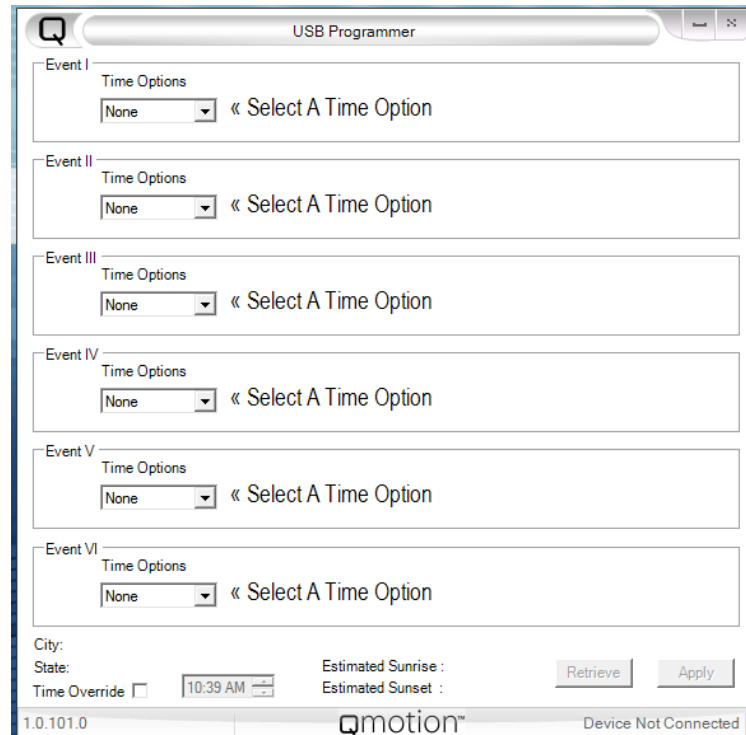 Q USB Programmer
Event I
Time Options
None « Select A Time Option
Event II
Time Options
None « Select A Time Option
Event III
Time Options
None « Select A Time Option
Event IV
Time Options
None « Select A Time Option
Event V
Time Options
None « Select A Time Option
Event VI
Time Options
None « Select A Time Option
City:
State: Estimated Sunrise : Retrieve Apply
Time Override 10:39 AM Estimated Sunset :
1.0.101.0 Qmotion™ Device Not Connected